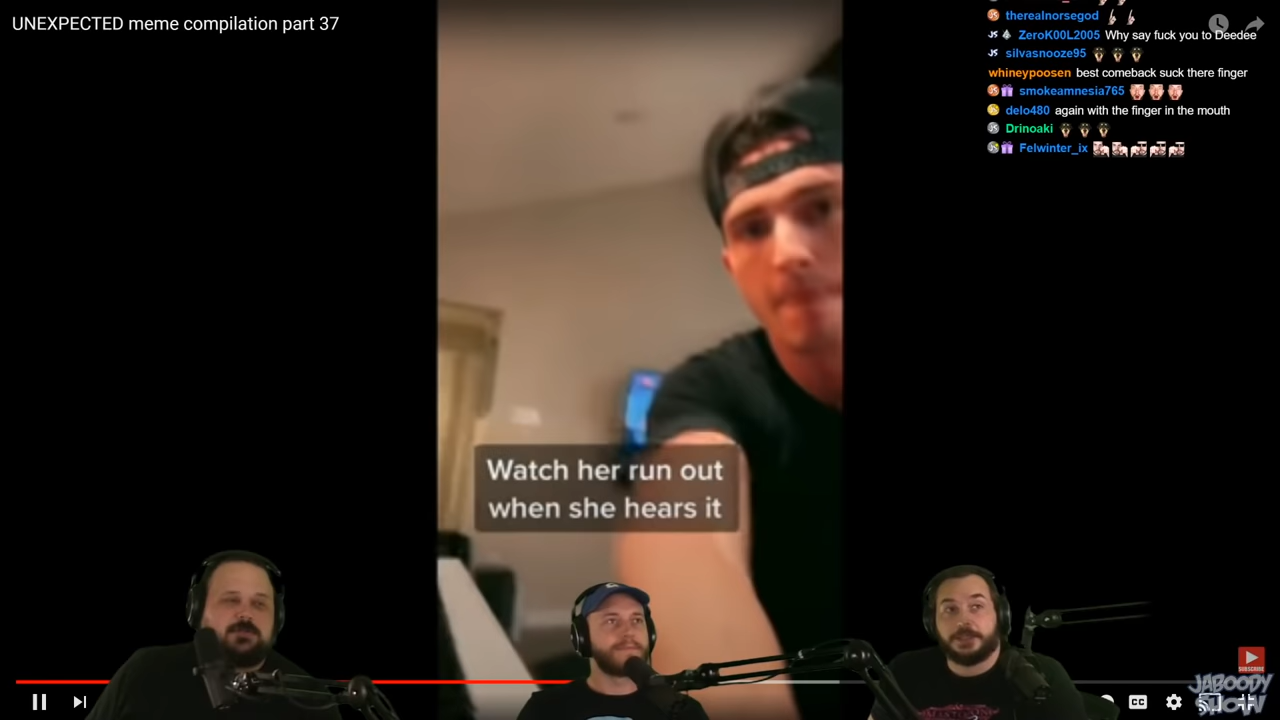 UNEXPECTED meme compilation part 37
therealnorsegod
ZeroK00L2005 Why say fuck you to Deedee
silvasnooze95
whineypoosen best comeback suck there finger
smokeamnesia765
delo480 again with the finger in the mouth
Drinoaki
Felwinter_ix
Watch her run out
when she hears it
SUBSCRIBE
JABOODY
SHOW
CC